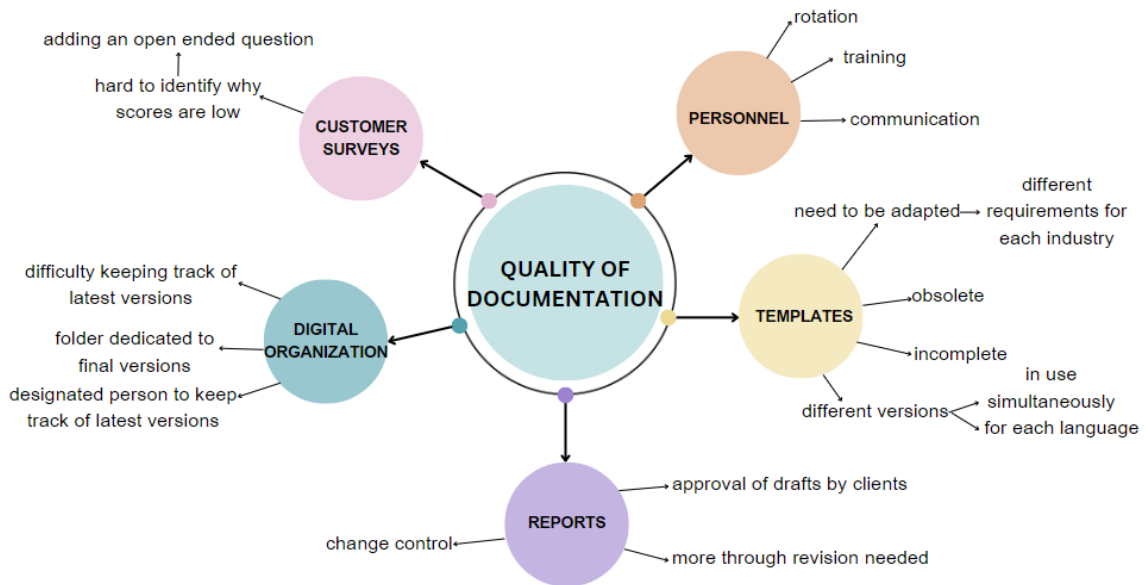 adding an open ended question
hard to identify why
scores are low
CUSTOMER
SURVEYS
rotation
training
communication
PERSONNEL
QUALITY OF
DOCUMENTATION
need to be adapted
different
requirements for
each industry
obsolete
incomplete
different versions
in use
simultaneously
for each language
TEMPLATES
difficulty keeping track of
latest versions
folder dedicated to
final versions
designated person to keep
track of latest versions
DIGITAL
ORGANIZATION
approval of drafts by clients
change control
more through revision needed
REPORTS